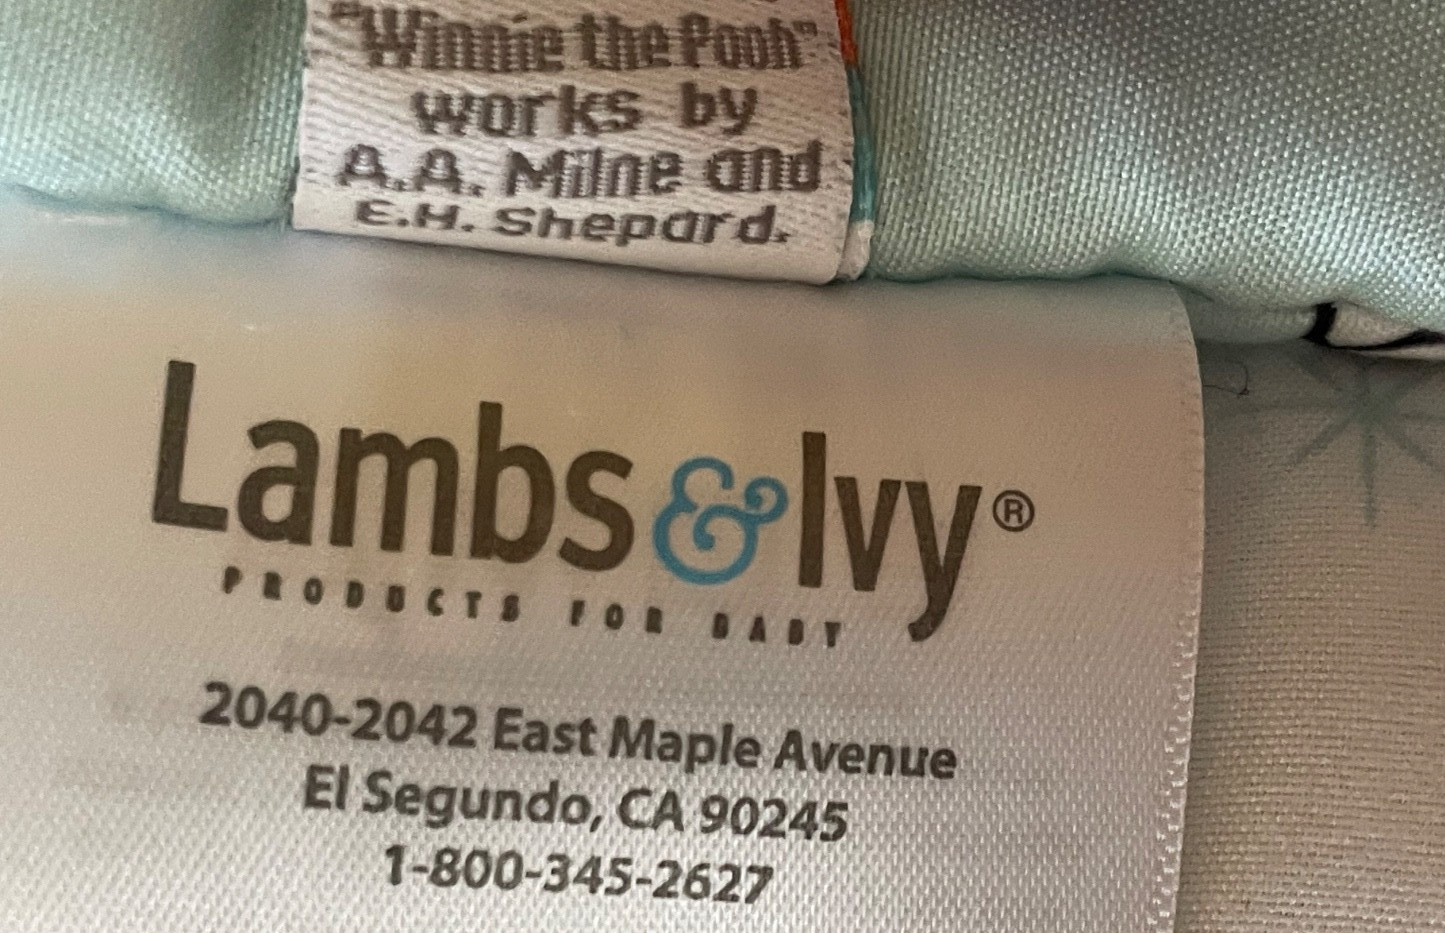 "Winnie the Pooh"
works by
A.A. Milne and
E.H. Shepard.
Lambs & Ivy®
PRODUCTS FOR BABY
2040-2042 East Maple Avenue
El Segundo, CA 90245
1-800-345-2627